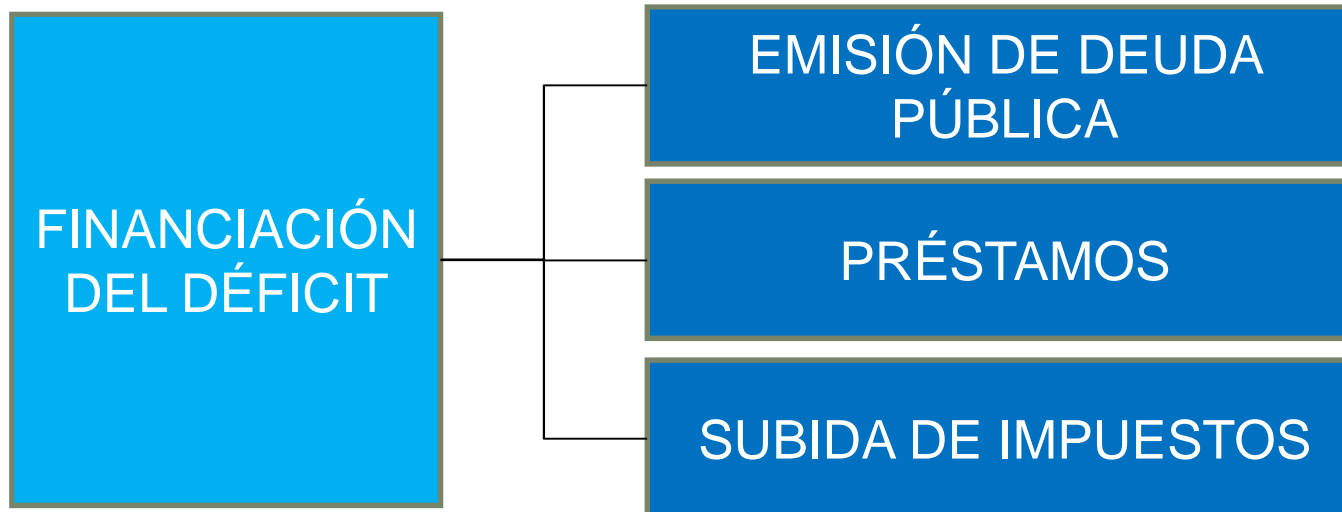 FINANCIACIÓN
DEL DÉFICIT
EMISIÓN DE DEUDA
PÚBLICA
PRÉSTAMOS
SUBIDA DE IMPUESTOS